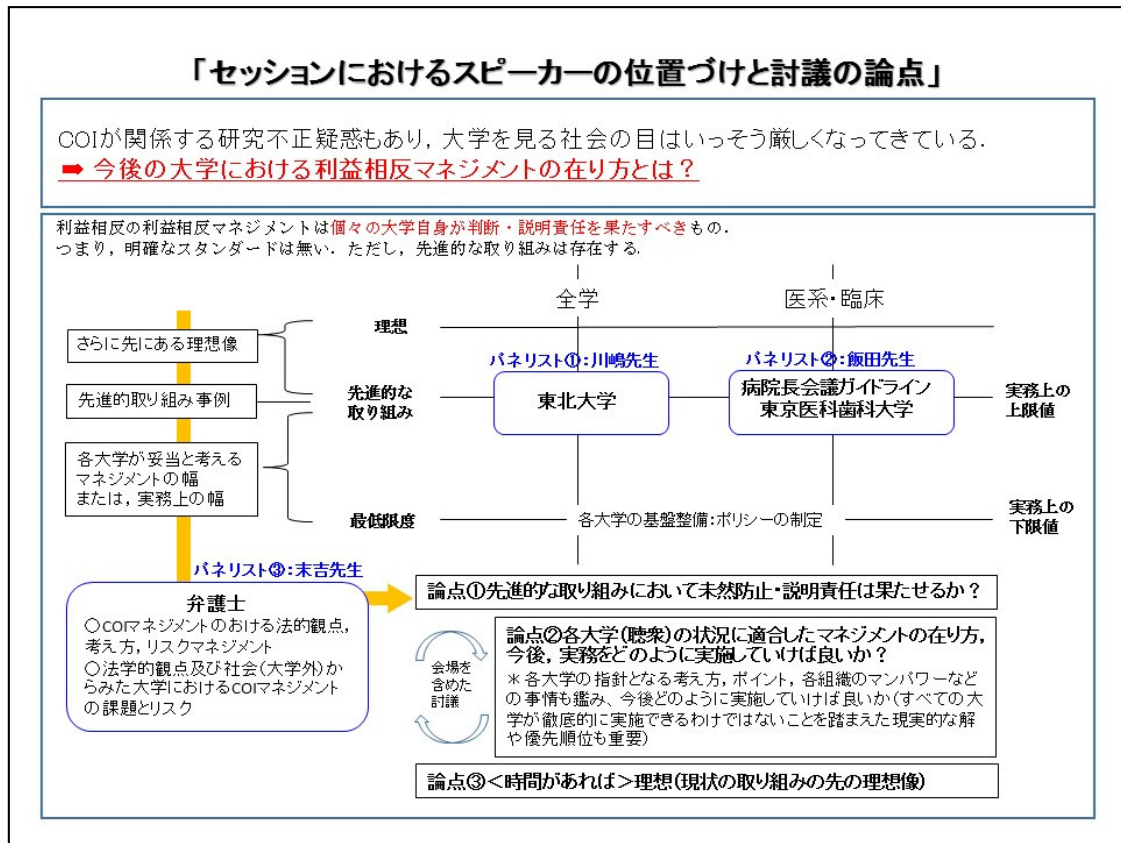 「セッションにおけるスピーカーの位置づけと討議の論点」
COIが関係する研究不正疑惑もあり，大学を見る社会の目はいっそう厳しくなってきている．
➡ 今後の大学における利益相反マネジメントの在り方とは？
利益相反の利益相反マネジメントは個々の大学自身が判断・説明責任を果たすべきもの．
つまり，明確なスタンダードは無い．ただし，先進的な取り組みは存在する．
全学
医系・臨床
理想
さらに先にある理想像
パネリスト①：川嶋先生
パネリスト②：飯田先生
先進的取り組み事例
先進的な
取り組み
東北大学
病院長会議ガイドライン
東京医科歯科大学
実務上の
上限値
各大学が妥当と考える
マネジメントの幅
または，実務上の幅
最低限度
各大学の基盤整備：ポリシーの制定
実務上の
下限値
パネリスト③：末吉先生
弁護士
○COIマネジメントのおける法的観点，
考え方，リスクマネジメント
○法学的観点及び社会（大学外）か
らみた大学におけるCOIマネジメント
の課題とリスク
論点①先進的な取り組みにおいて未然防止・説明責任は果たせるか？
会場を
含めた
討議
論点②各大学（聴衆）の状況に適合したマネジメントの在り方，
今後，実務をどのように実施していけば良いか？
＊各大学の指針となる考え方，ポイント，各組織のマンパワーなど
の事情も鑑み、今後どのように実施していけば良いか（すべての大
学が徹底的に実施できるわけではないことを踏まえた現実的な解
や優先順位も重要）
論点③＜時間があれば＞理想（現状の取り組みの先の理想像）